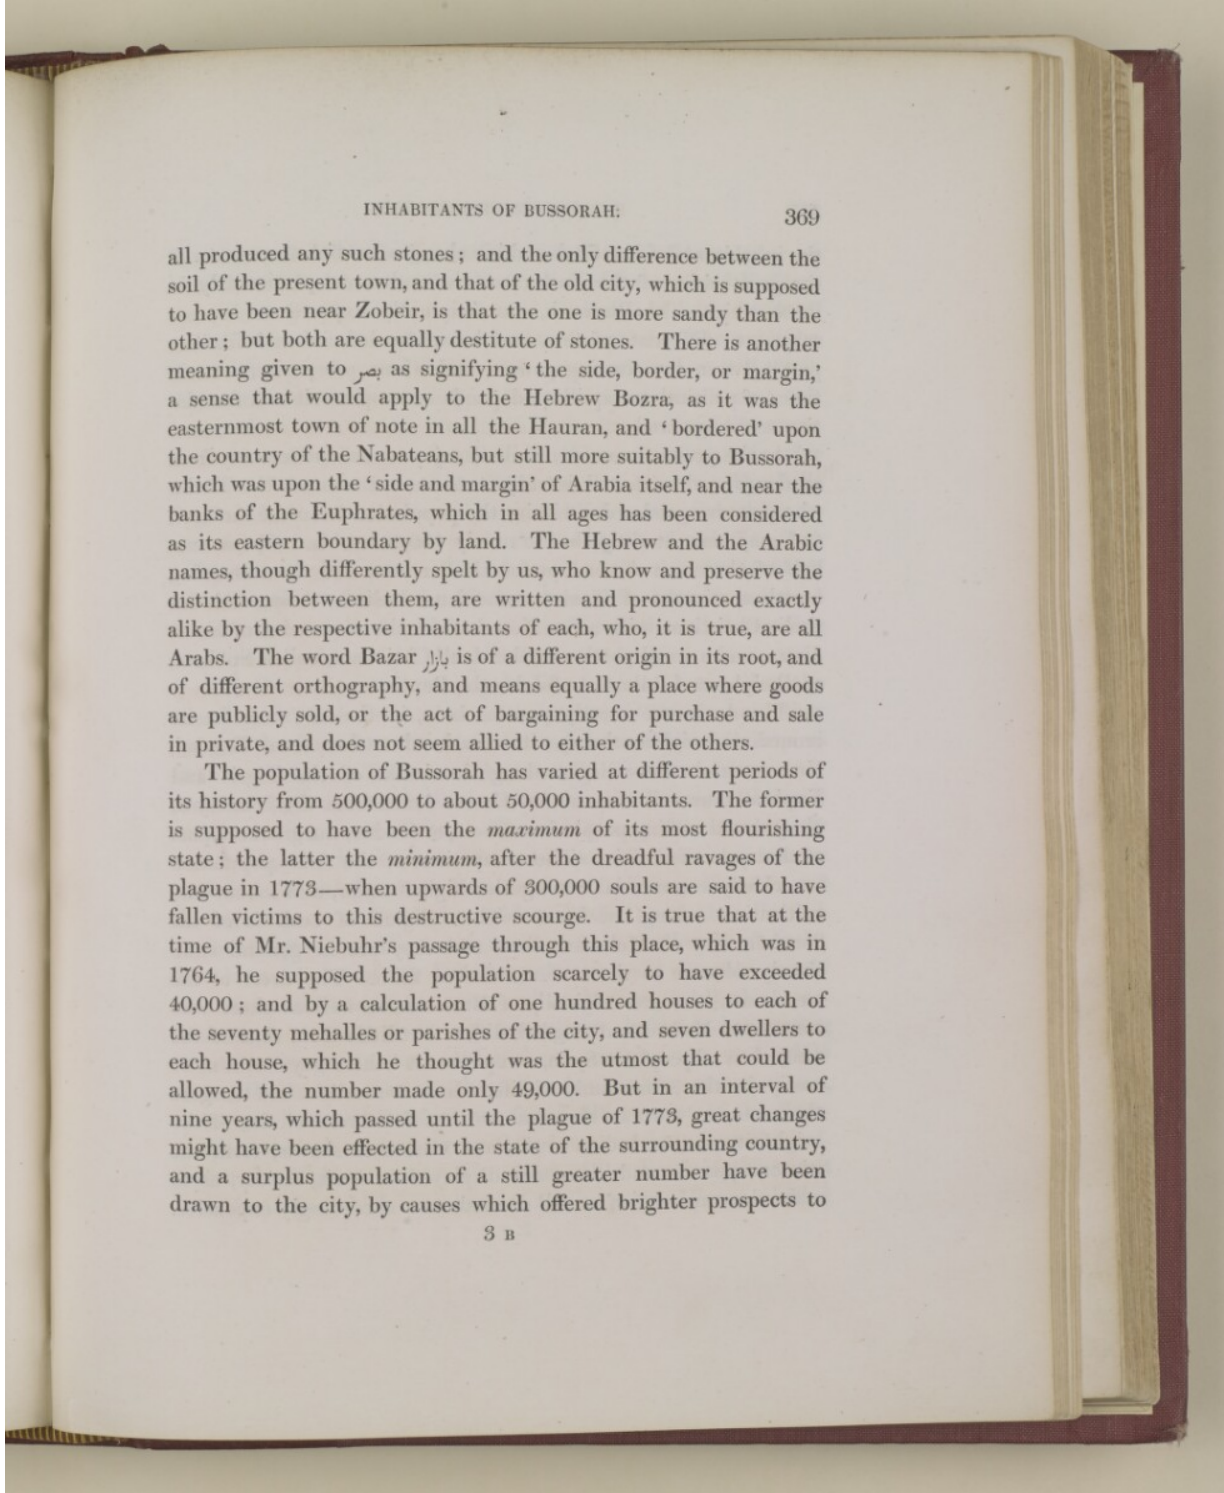 INHABITANTS OF BUSSORAH.
369
all produced any such stones; and the only difference between the
soil of the present town, and that of the old city, which is supposed
to have been near Zobeir, is that the one is more sandy than the
other; but both are equally destitute of stones. There is another
meaning given to بصر as signifying ‘the side, border, or margin,’
a sense that would apply to the Hebrew Bozra, as it was the
easternmost town of note in all the Hauran, and ‘bordered’ upon
the country of the Nabateans, but still more suitably to Bussorah,
which was upon the ‘side and margin’ of Arabia itself, and near the
banks of the Euphrates, which in all ages has been considered
as its eastern boundary by land. The Hebrew and the Arabic
names, though differently spelt by us, who know and preserve the
distinction between them, are written and pronounced exactly
alike by the respective inhabitants of each, who, it is true, are all
Arabs. The word Bazar بازار is of a different origin in its root, and
of different orthography, and means equally a place where goods
are publicly sold, or the act of bargaining for purchase and sale
in private, and does not seem allied to either of the others.
The population of Bussorah has varied at different periods of
its history from 500,000 to about 50,000 inhabitants. The former
is supposed to have been the maximum of its most flourishing
state; the latter the minimum, after the dreadful ravages of the
plague in 1773—when upwards of 300,000 souls are said to have
fallen victims to this destructive scourge. It is true that at the
time of Mr. Niebuhr's passage through this place, which was in
1764, he supposed the population scarcely to have exceeded
40,000; and by a calculation of one hundred houses to each of
the seventy mehalles or parishes of the city, and seven dwellers to
each house, which he thought was the utmost that could be
allowed, the number made only 49,000. But in an interval of
nine years, which passed until the plague of 1773, great changes
might have been effected in the state of the surrounding country,
and a surplus population of a still greater number have been
drawn to the city, by causes which offered brighter prospects to
3 B